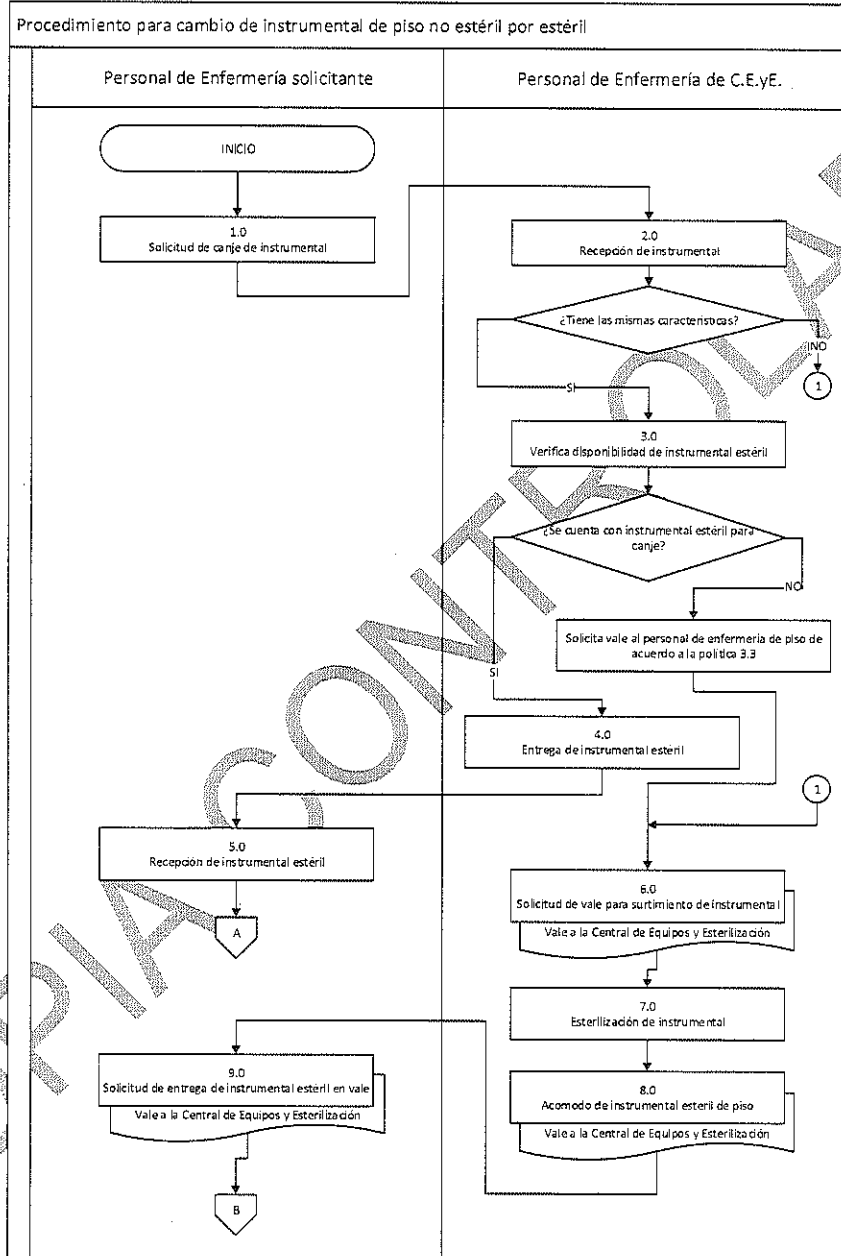 Procedimiento para cambio de instrumental de piso no estéril por estéril
Personal de Enfermería solicitante
Personal de Enfermería de C.E.yE.
INICIO
1.0
Solicitud de canje de instrumental
2.0
Recepción de instrumental
¿Tiene las mismas características?
NO
1
SI
3.0
Verifica disponibilidad de instrumental estéril
¿Se cuenta con instrumental estéril para
canje?
NO
Solicita vale al personal de enfermería de piso de
acuerdo a la política 3.3
SI
4.0
Entrega de instrumental estéril
1
5.0
Recepción de instrumental estéril
A
6.0
Solicitud de vale para surtimiento de instrumental
Vale a la Central de Equipos y Esterilización
7.0
Esterilización de instrumental
8.0
Acomodo de instrumental esteril de piso
Vale a la Central de Equipos y Esterilización
9.0
Solicitud de entrega de instrumental estéril en vale
Vale a la Central de Equipos y Esterilización
B